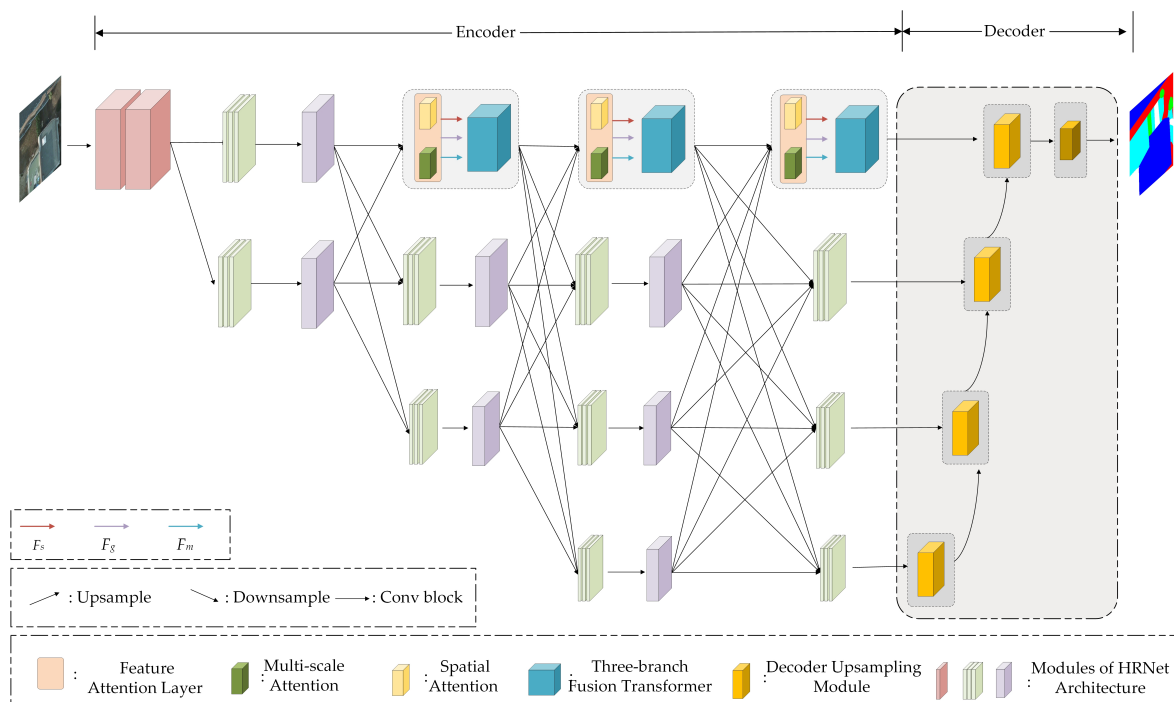 Encoder
Decoder
Fs
Fg
Fm
: Upsample
: Downsample
: Conv block
: Feature
Attention Layer
: Multi-scale
Attention
: Spatial
Attention
: Three-branch
Fusion Transformer
: Decoder Upsampling
Module
: Modules of HRNet
Architecture